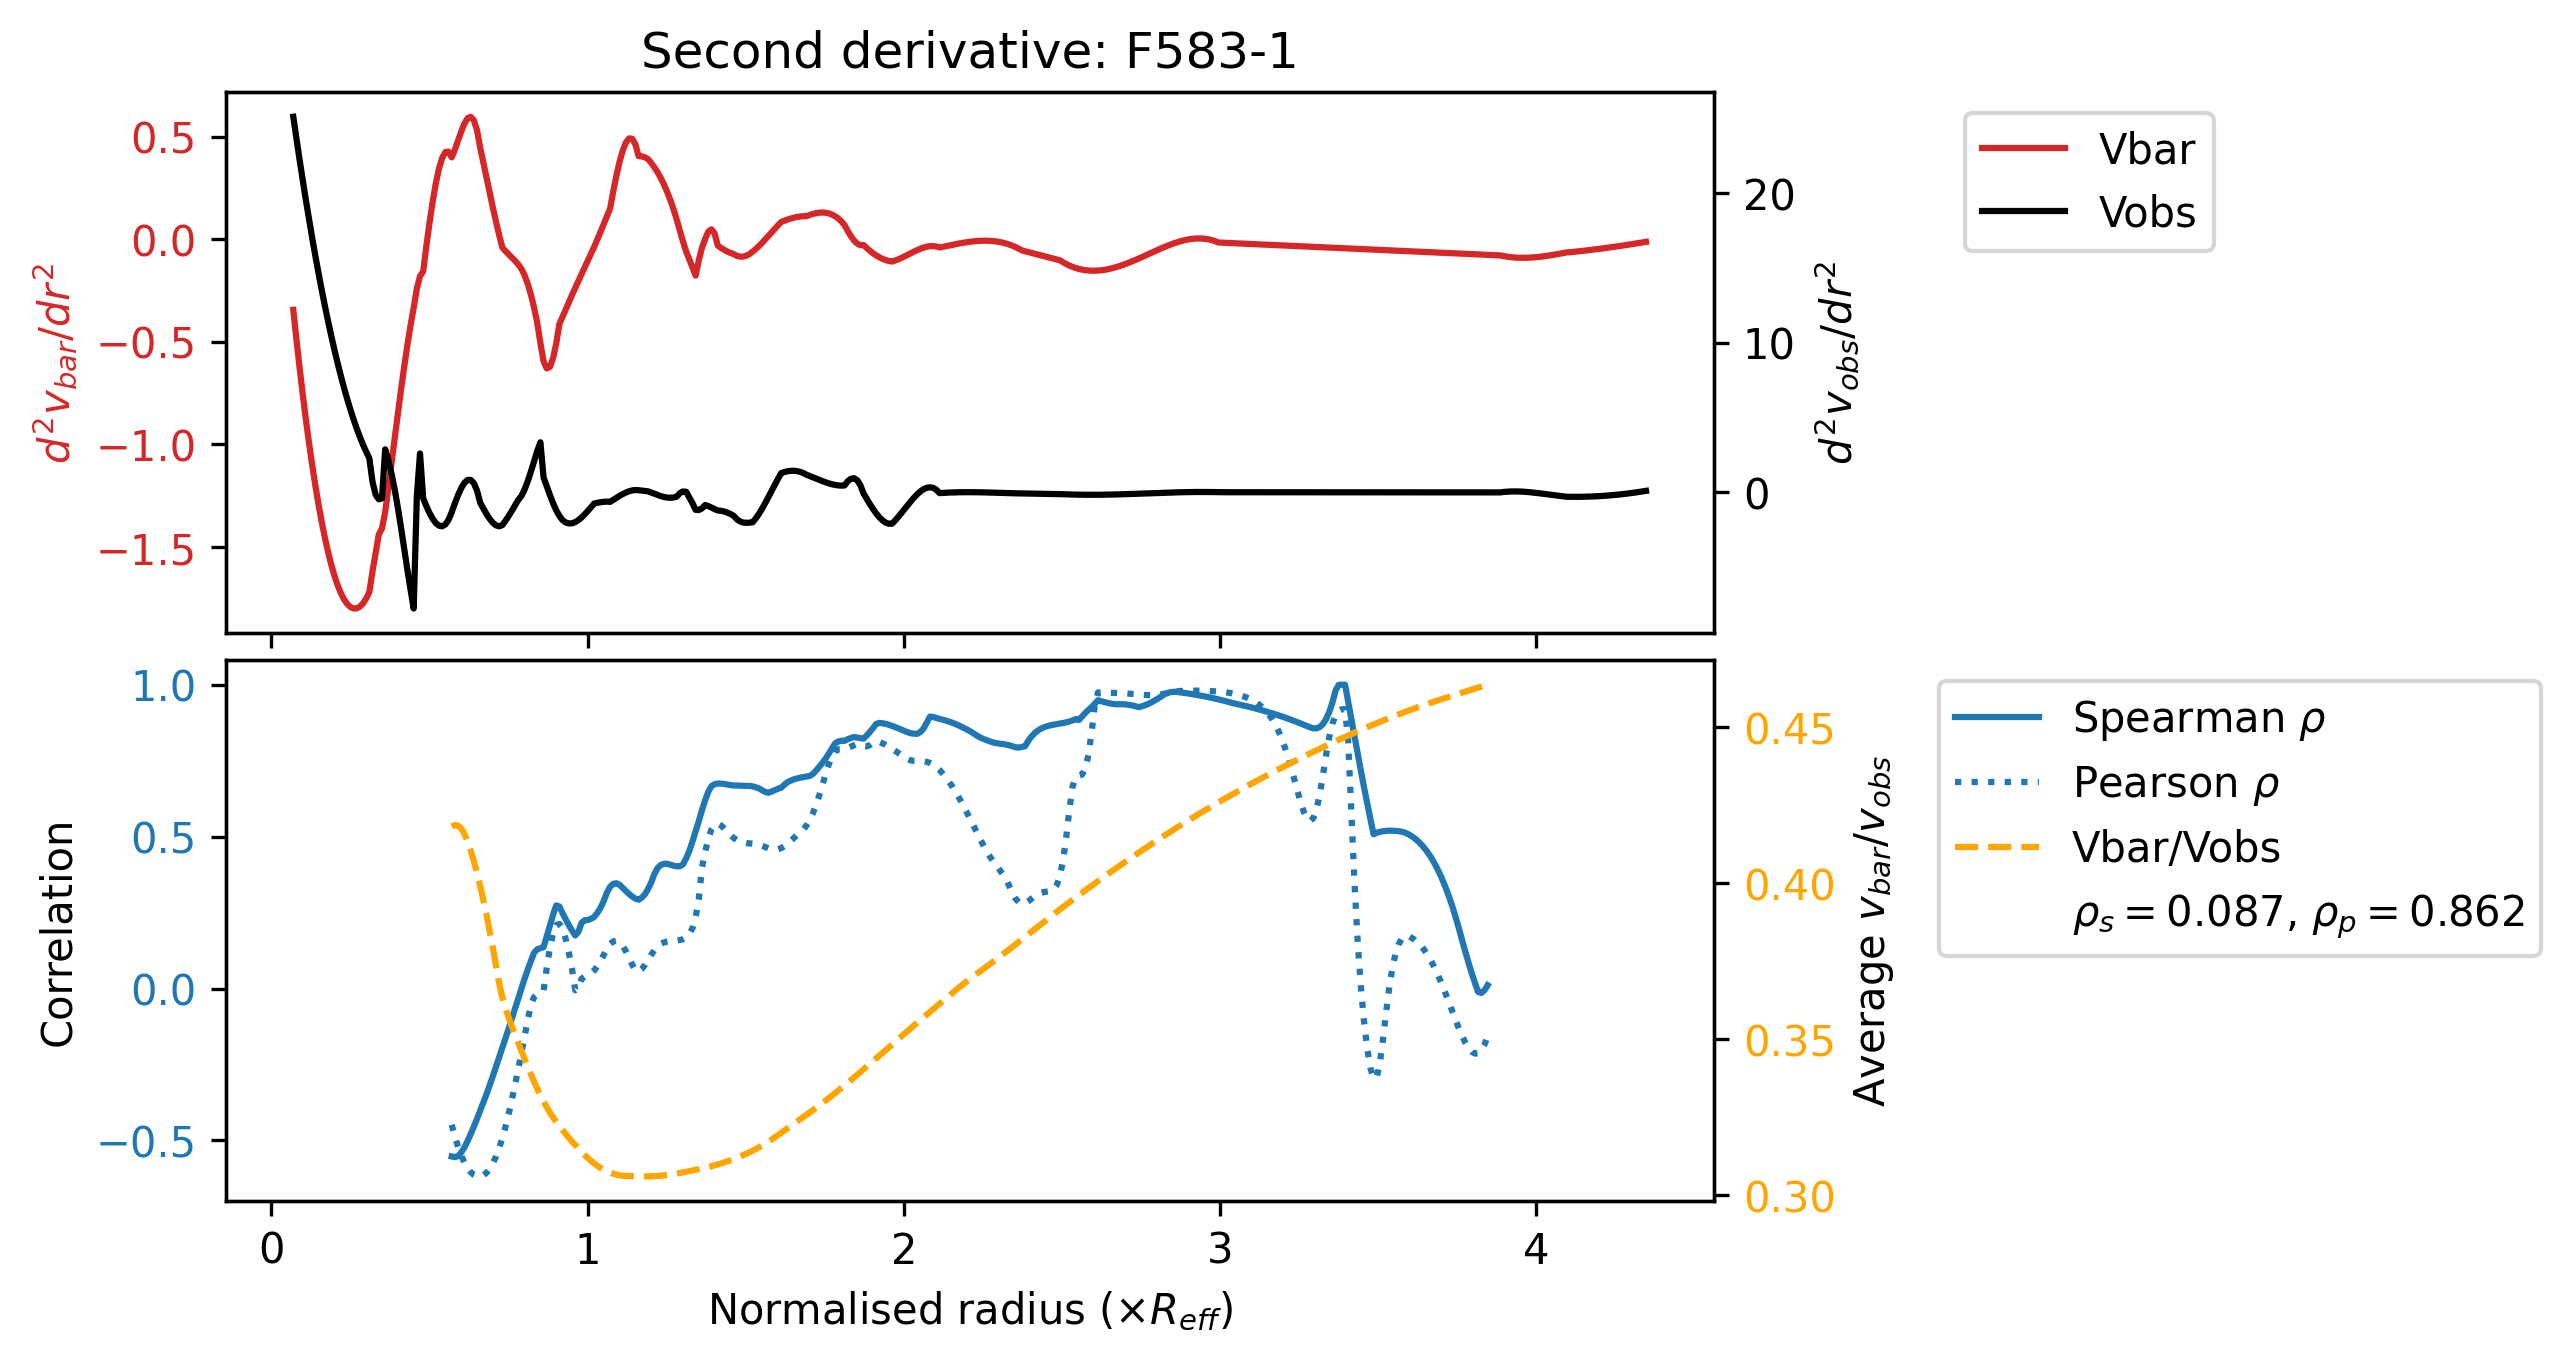 Second derivative: F583-1
d²v_bar/dr²
0.5
0.0
−0.5
−1.0
−1.5
20
10
0
d²v_obs/dr²
Vbar
Vobs
Correlation
1.0
0.5
0.0
−0.5
0.45
0.40
0.35
0.30
Average v_bar/v_obs
Spearman ρ
Pearson ρ
Vbar/Vobs
ρ_s = 0.087, ρ_p = 0.862
0 1 2 3 4
Normalised radius (×R_eff)